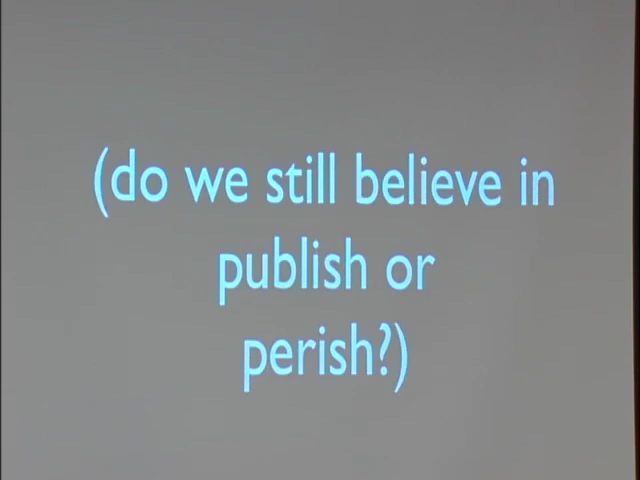 (do we still believe in
publish or
perish?)